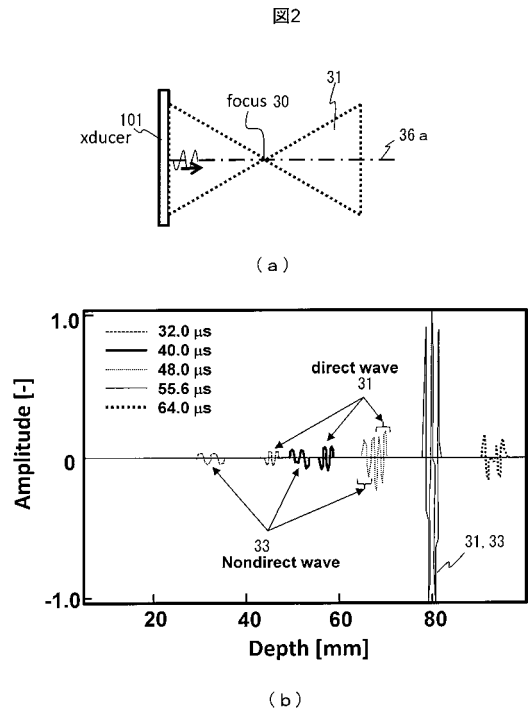 図2
31
focus 30
101
xducer
36a
(a)
1.0
32.0 μs
40.0 μs
48.0 μs
55.6 μs
64.0 μs
direct wave
31
Amplitude [-]
0
33
Nondirect wave
31, 33
-1.0
20 40 60 80
Depth [mm]
(b)